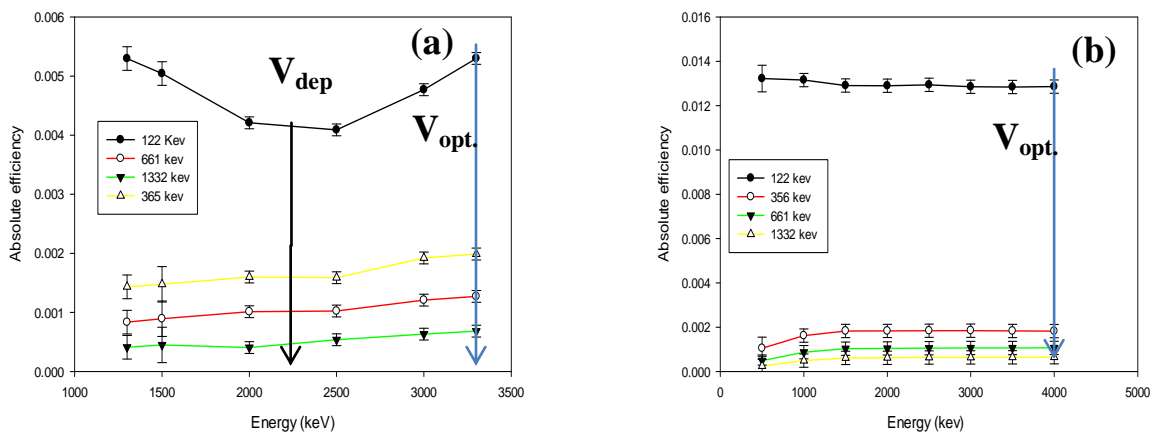 (a)
V_dep
V_opt.
122 Kev
661 kev
1332 kev
365 kev
Absolute efficiency
0.006
0.005
0.004
0.003
0.002
0.001
0.000
1000 1500 2000 2500 3000 3500
Energy (keV)
(b)
V_opt.
122 kev
356 kev
661 kev
1332 kev
Absolute efficiency
0.016
0.014
0.012
0.010
0.008
0.006
0.004
0.002
0.000
0 1000 2000 3000 4000 5000
Energy (kev)